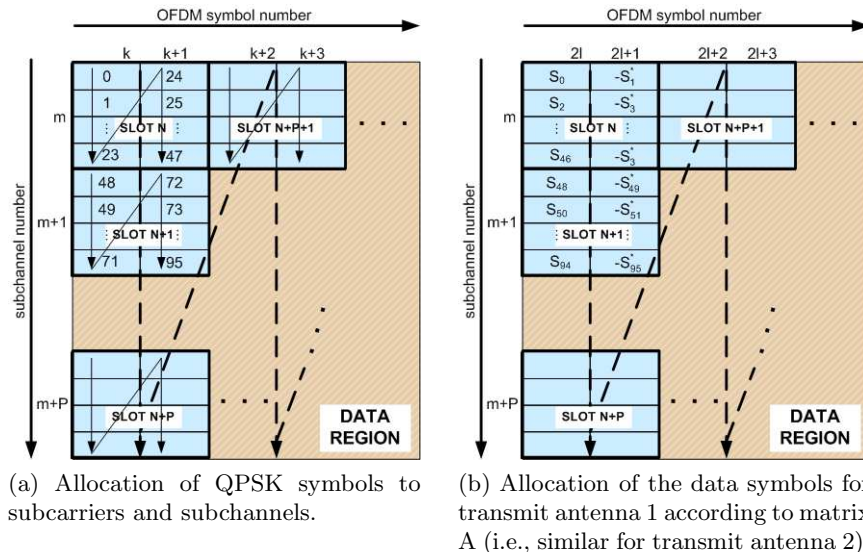 OFDM symbol number
k k+1 k+2 k+3
subchannel number
m
0 24
1 25
⋮ SLOT N ⋮
23 47
SLOT N+P+1
. . . .
m+1
48 72
49 73
⋮ SLOT N+1 ⋮
71 95
m+P
SLOT N+P
. . . .
DATA
REGION
(a) Allocation of QPSK symbols to
subcarriers and subchannels.
OFDM symbol number
2l 2l+1 2l+2 2l+3
subchannel number
m
S₀ -S₁*
S₂ -S₃*
⋮ SLOT N ⋮
S₄₆ -S₃*
SLOT N+P+1
. . . .
m+1
S₄₈ -S₄₉*
S₅₀ -S₅₁*
⋮ SLOT N+1 ⋮
S₉₄ -S₉₅*
m+P
SLOT N+P
. . . .
DATA
REGION
(b) Allocation of the data symbols for
transmit antenna 1 according to matrix
A (i.e., similar for transmit antenna 2)